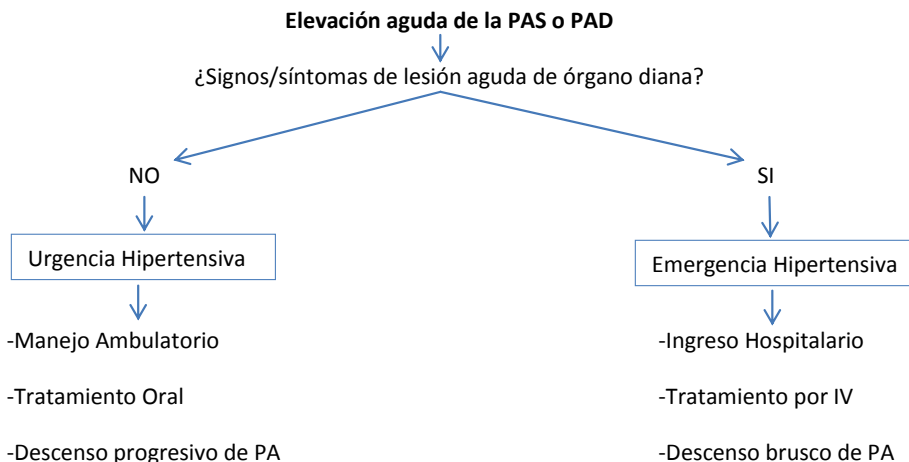 Elevación aguda de la PAS o PAD
¿Signos/síntomas de lesión aguda de órgano diana?
NO
SI
Urgencia Hipertensiva
Emergencia Hipertensiva
-Manejo Ambulatorio
-Ingreso Hospitalario
-Tratamiento Oral
-Tratamiento por IV
-Descenso progresivo de PA
-Descenso brusco de PA